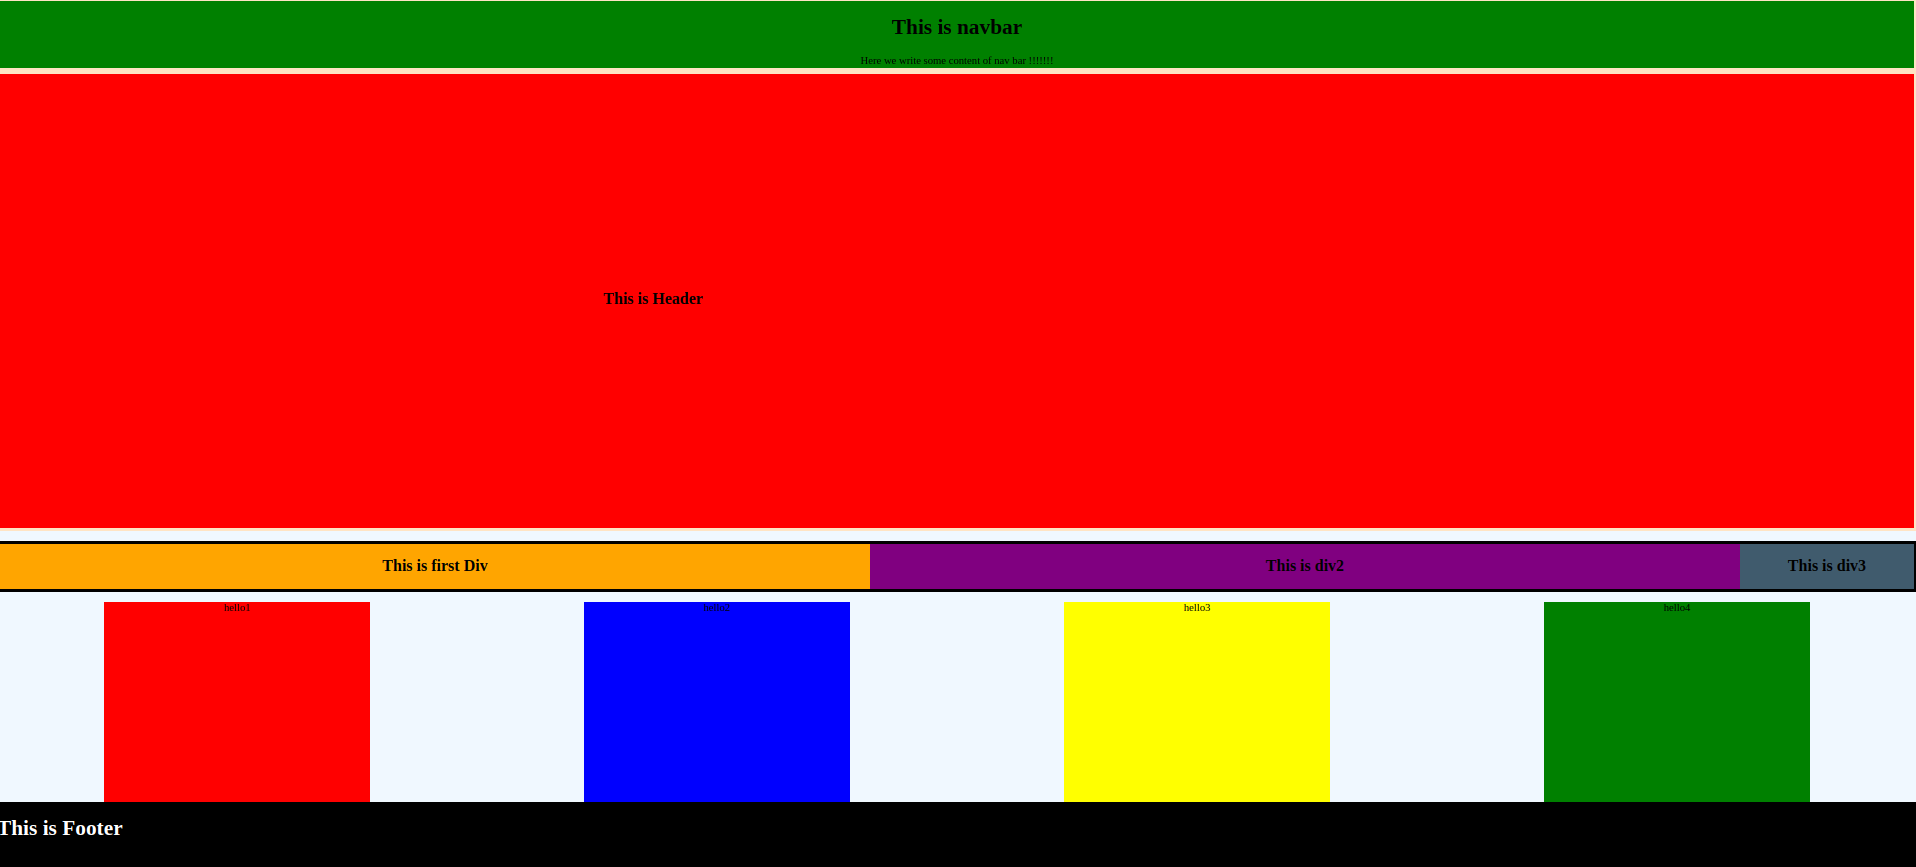 This is navbar
Here we write some content of nav bar !!!!!!!
This is Header
This is first Div
This is div2
This is div3
hello1
hello2
hello3
hello4
This is Footer